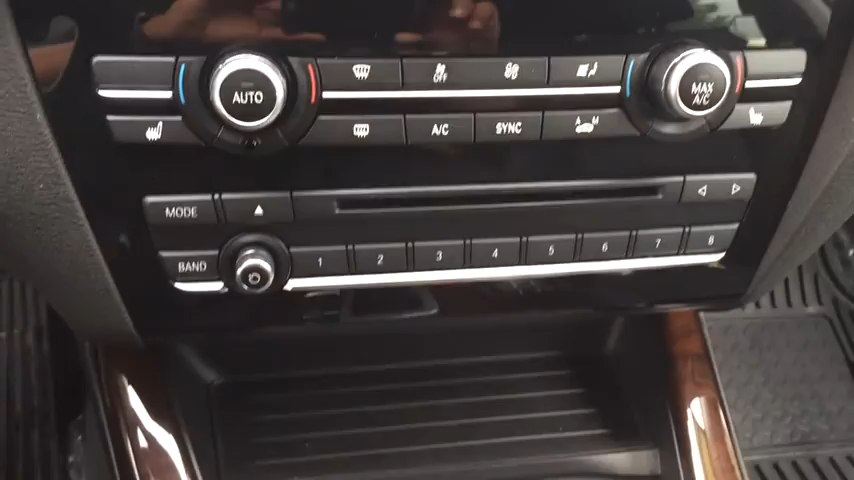 OFF
AUTO
MAX
A/C
A/C
SYNC
A M
MODE
BAND
1 2 3 4 5 6 7 8